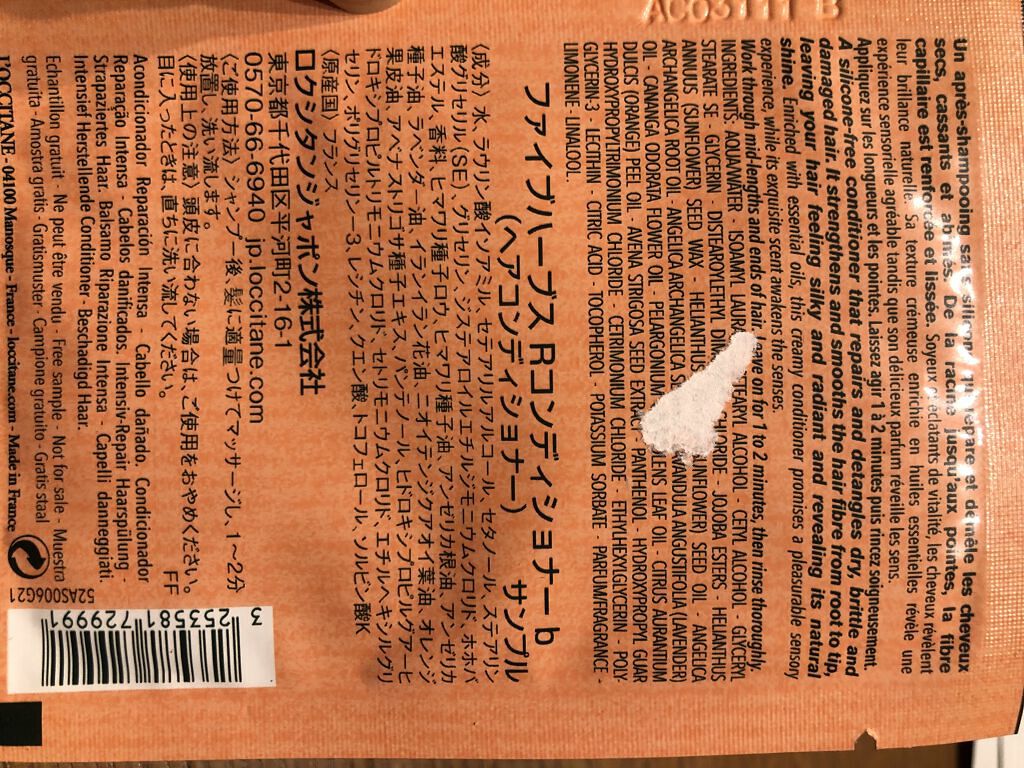 AC03111 B
Un après-shampooing sans silicone qui répare et démêle les cheveux
secs, cassants et abîmés. De la racine jusqu'aux pointes, la fibre
capillaire est renforcée et lissée. Soyeux et éclatants de vitalité, les cheveux révèlent
leur brillance naturelle. Sa texture crémeuse enrichie en huiles essentielles révèle une
expérience sensorielle agréable tandis que son délicieux parfum réveille les sens.
Appliquez sur les longueurs et les pointes. Laissez agir 1 à 2 minutes puis rincez soigneusement.
A silicone-free conditioner that repairs and detangles dry, brittle and
damaged hair. It strengthens and smooths the hair fibre from root to tip,
leaving your hair feeling silky and radiant and revealing its natural
shine. Enriched with essential oils, this creamy conditioner promises a pleasurable sensory
experience, while its exquisite scent awakens the senses.
Work through mid-lengths and ends of hair. Leave on for 1 to 2 minutes, then rinse thoroughly.
INGREDIENTS: AQUA/WATER - ISOAMYL LAURATE - CETEARYL ALCOHOL - CETYL ALCOHOL - GLYCERYL
STEARATE SE - GLYCERIN - DISTEAROYLETHYL CHLORIDE - JOJOBA ESTERS - HELIANTHUS
ANNUUS (SUNFLOWER) SEED WAX - HELIANTHUS (SUNFLOWER) SEED OIL - ANGELICA
ARCHANGELICA ROOT OIL - ANGELICA ARCHANGELICA LAVANDULA ANGUSTIFOLIA (LAVENDER)
OIL - CANANGA ODORATA FLOWER OIL - PELARGONIUM LEAF OIL - CITRUS AURANTIUM
DULCIS (ORANGE) PEEL OIL - AVENA STRIGOSA SEED EXTRACT - PANTHENOL - HYDROXYPROPYL GUAR
HYDROXYPROPYLTRIMONIUM CHLORIDE - CETRIMONIUM CHLORIDE - ETHYLHEXYLGLYCERIN - POLY-
GLYCERIN-3 - LECITHIN - CITRIC ACID - TOCOPHEROL - POTASSIUM SORBATE - PARFUM/FRAGRANCE -
LIMONENE - LINALOOL.
ファイブハーブス Rコンディショナー b
(ヘアコンディショナー) サンプル
〈成分〉水、ラウリン酸イソアミル、セテアリルアルコール、セタノール、ステアリン
酸グリセリル(SE)、グリセリン、ジステアロイルエチルジモニウムクロリド、ホホバ
エステル、香料、ヒマワリ種子ロウ、ヒマワリ種子油、アンゼリカ根油、アンゼリカ
種子油、ラベンダー油、イランイラン花油、ニオイテンジクアオイ葉油、オレンジ
果皮油、アベナストリゴサ種子エキス、パンテノール、ヒドロキシプロピルグアーヒ
ドロキシプロピルトリモニウムクロリド、セトリモニウムクロリド、エチルヘキシルグリ
セリン、ポリグリセリン-3、レシチン、クエン酸、トコフェロール、ソルビン酸K
〈原産国〉フランス
ロクシタンジャポン株式会社
東京都千代田区平河町2-16-1
0570-66-6940 jp.loccitane.com
〈ご使用方法〉シャンプー後、髪に適量つけてマッサージし、1〜2分
放置し、洗い流します。
〈使用上の注意〉頭皮に合わない場合は、ご使用をおやめください。
目に入ったときは、直ちに洗い流してください。 FF
Acondicionador Reparación Intensa - Cabello dañado. Condicionador
Reparação Intensa - Cabelos danificados. Intensiv-Repair Haarspülung -
Strapaziertes Haar. Balsamo Riparazione Intensa - Capelli danneggiati.
Intensief Herstellende Conditioner - Beschadigd Haar.
Echantillon gratuit - Ne peut être vendu - Free sample - Not for sale - Muestra
gratuita - Amostra gratis - Gratismuster - Campione gratuito - Gratis staal
L'OCCITANE - 04100 Manosque - France - loccitane.com - Made in France
52AS006G21
3 253581 729991